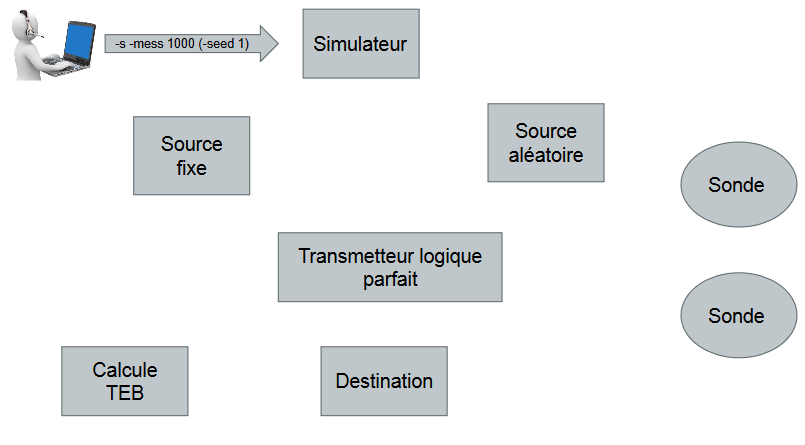 -s -mess 1000 (-seed 1)
Simulateur
Source
fixe
Source
aléatoire
Sonde
Transmetteur logique
parfait
Sonde
Calcule
TEB
Destination